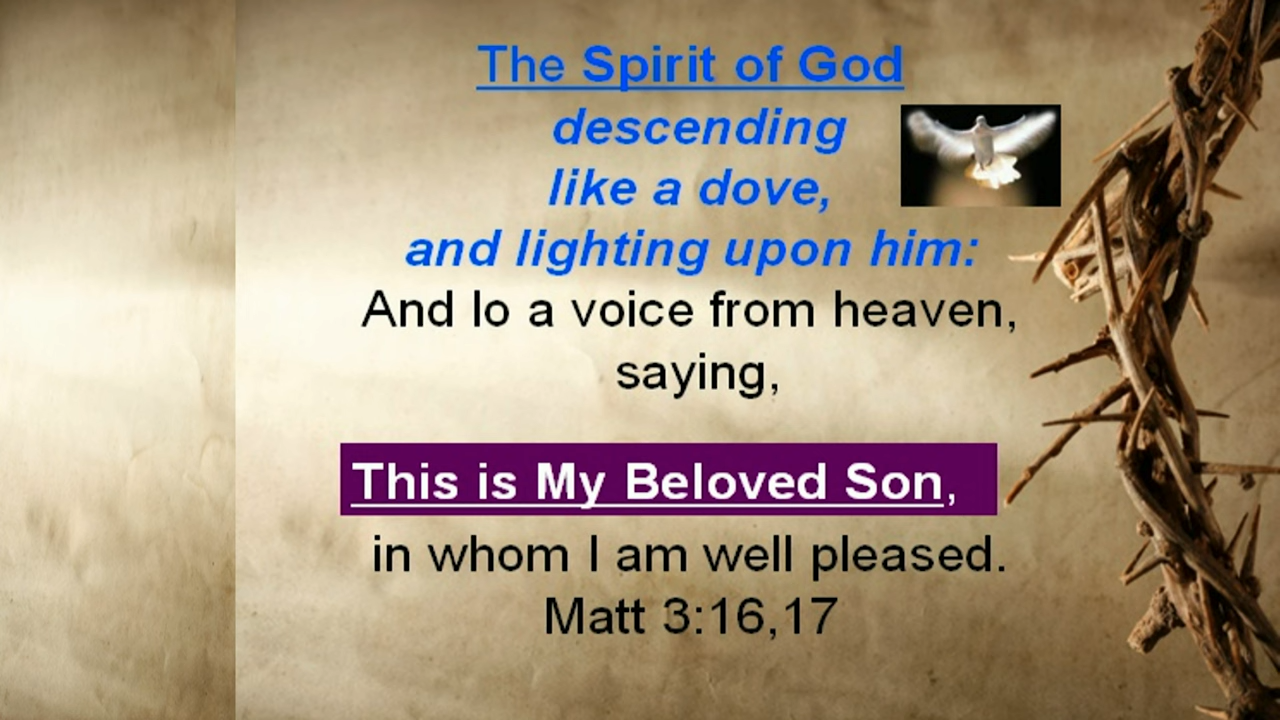 The Spirit of God
descending
like a dove,
and lighting upon him:
And lo a voice from heaven,
saying,
This is My Beloved Son,
in whom I am well pleased.
Matt 3:16,17